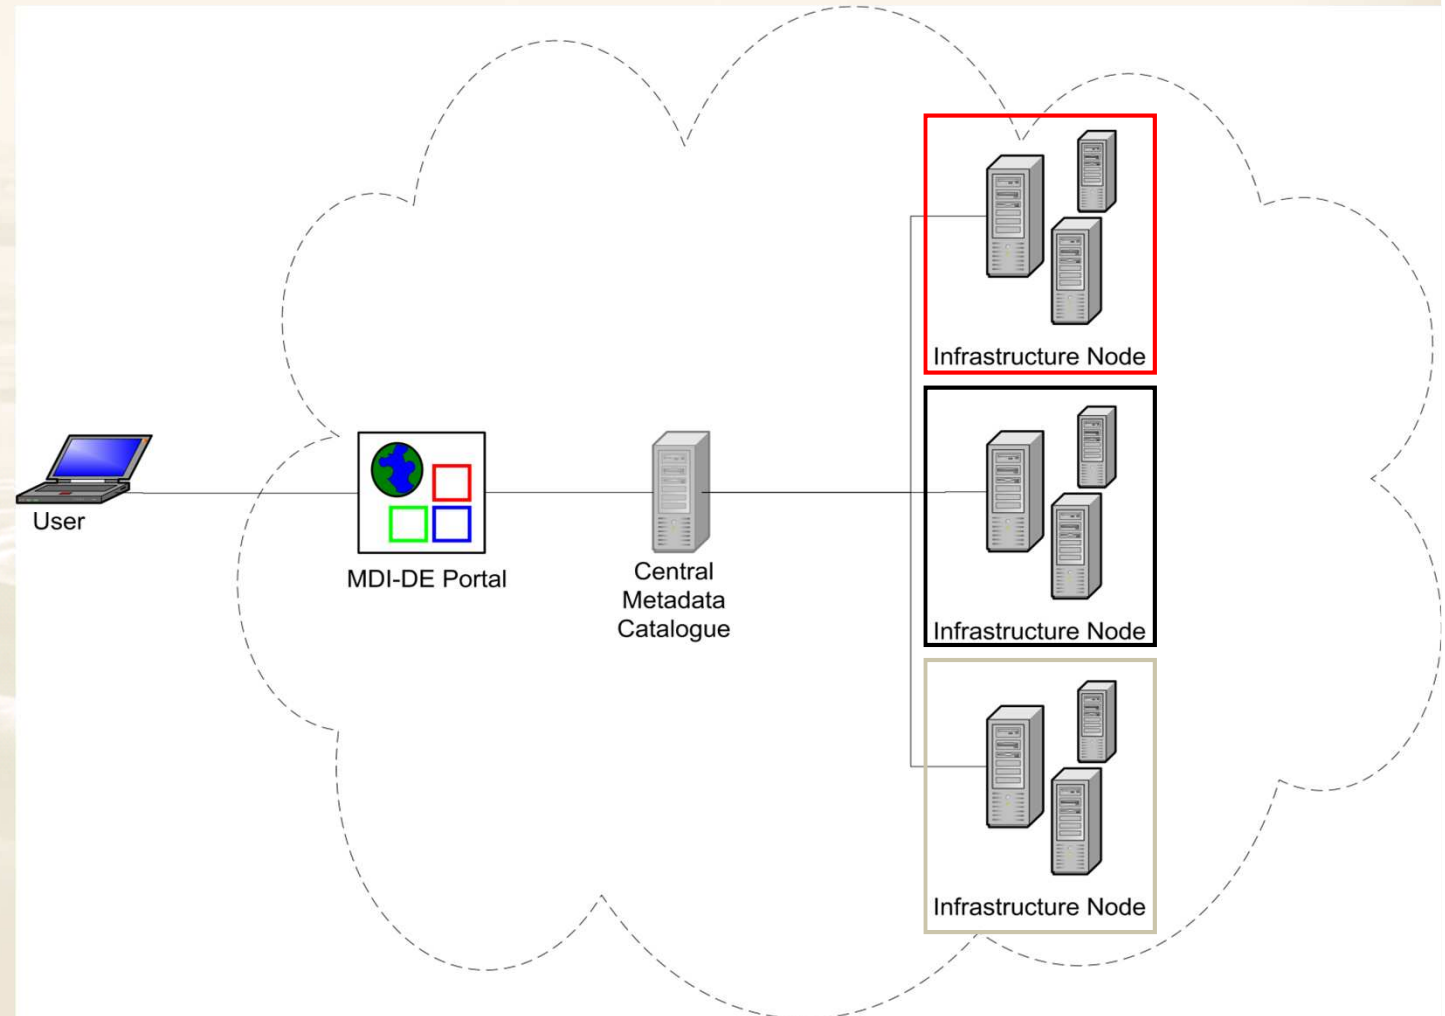 Infrastructure Node
User
MDI-DE Portal
Central
Metadata
Catalogue
Infrastructure Node
Infrastructure Node